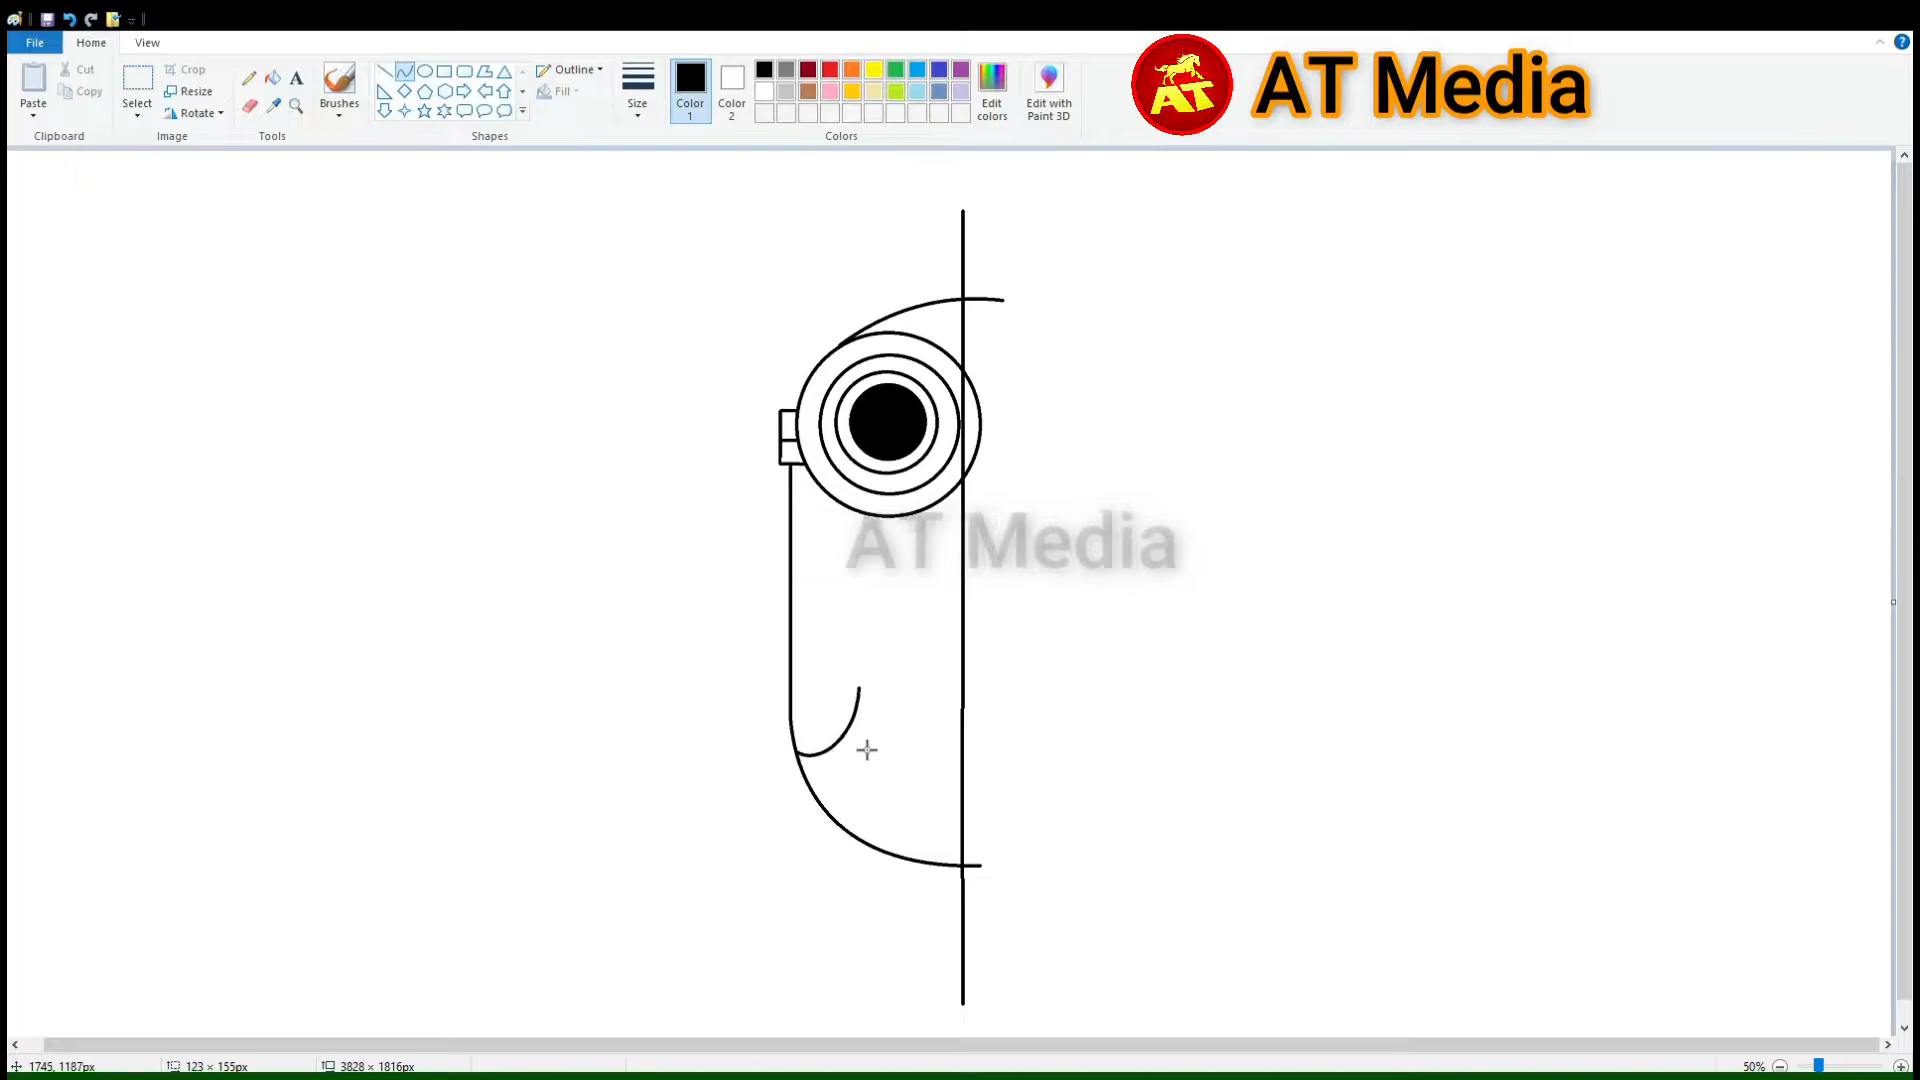 File Home View
AT
AT Media
Paste
Cut
Copy
Clipboard
Select
Crop
Resize
Rotate
Image
A
Tools
Brushes
Shapes
Outline
Fill
Size
Color 1
Color 2
Edit colors
Edit with Paint 3D
Colors
AT Media
1745, 1187px 123 × 155px 3828 × 1816px 50%